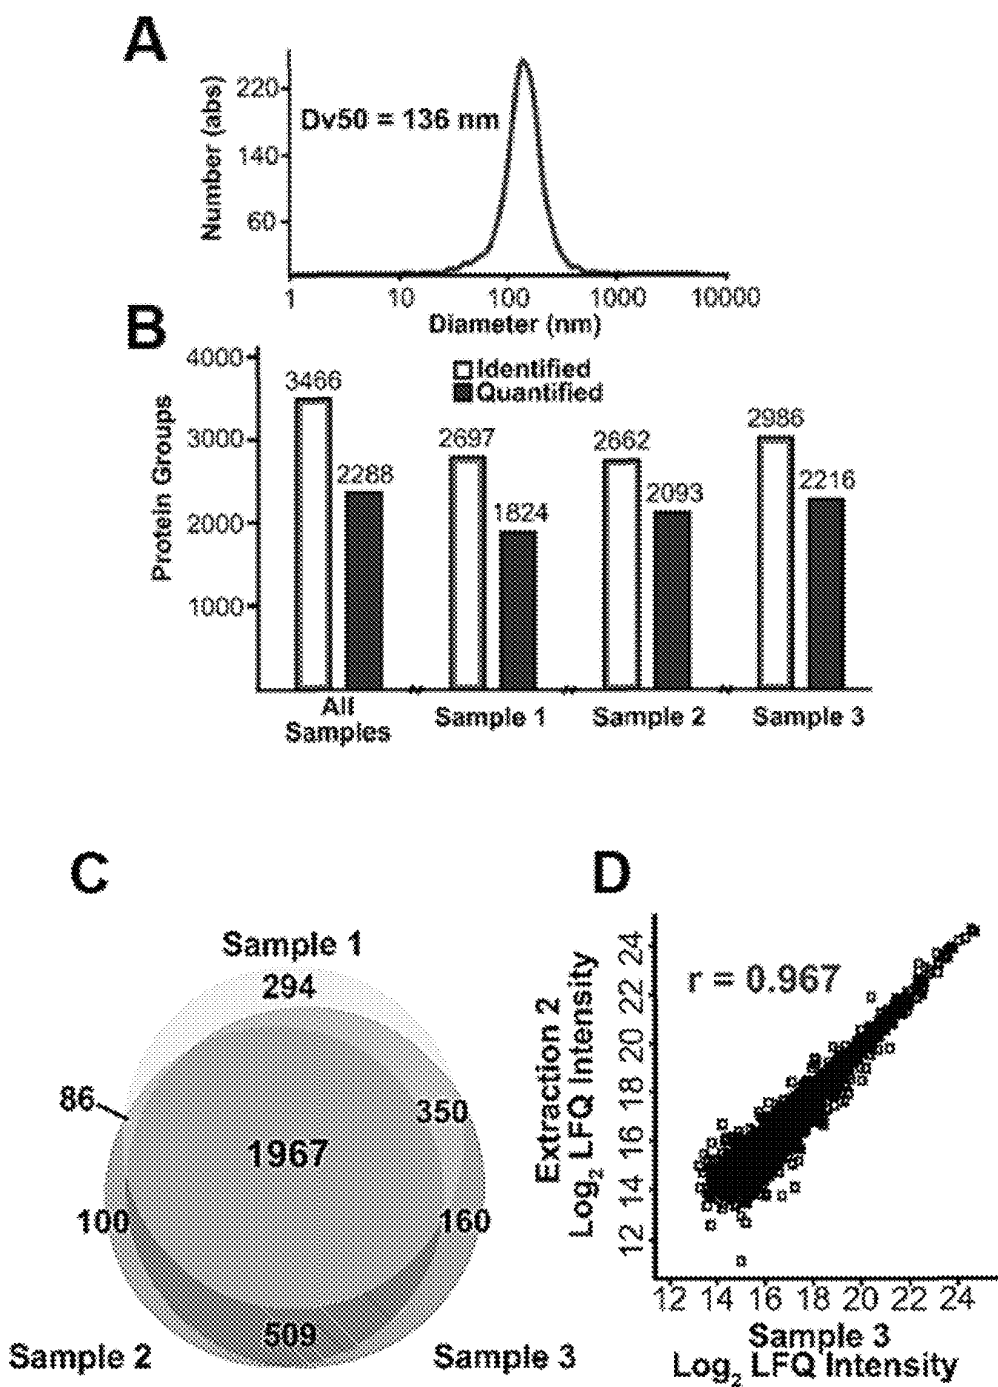 A
Number (abs)
220
140
60
Dv50 = 136 nm
1
10
100
1000
10000
Diameter (nm)
B
Protein Groups
4000
3000
2000
1000
Identified
Quantified
3466
2288
2697
1824
2662
2093
2986
2216
All
Samples
Sample 1
Sample 2
Sample 3
C
Sample 1
294
86
350
1967
100
160
509
Sample 2
Sample 3
D
r = 0.967
Extraction 2
Log2 LFQ Intensity
24
22
20
18
16
14
12
12 14 16 18 20 22 24
Sample 3
Log2 LFQ Intensity